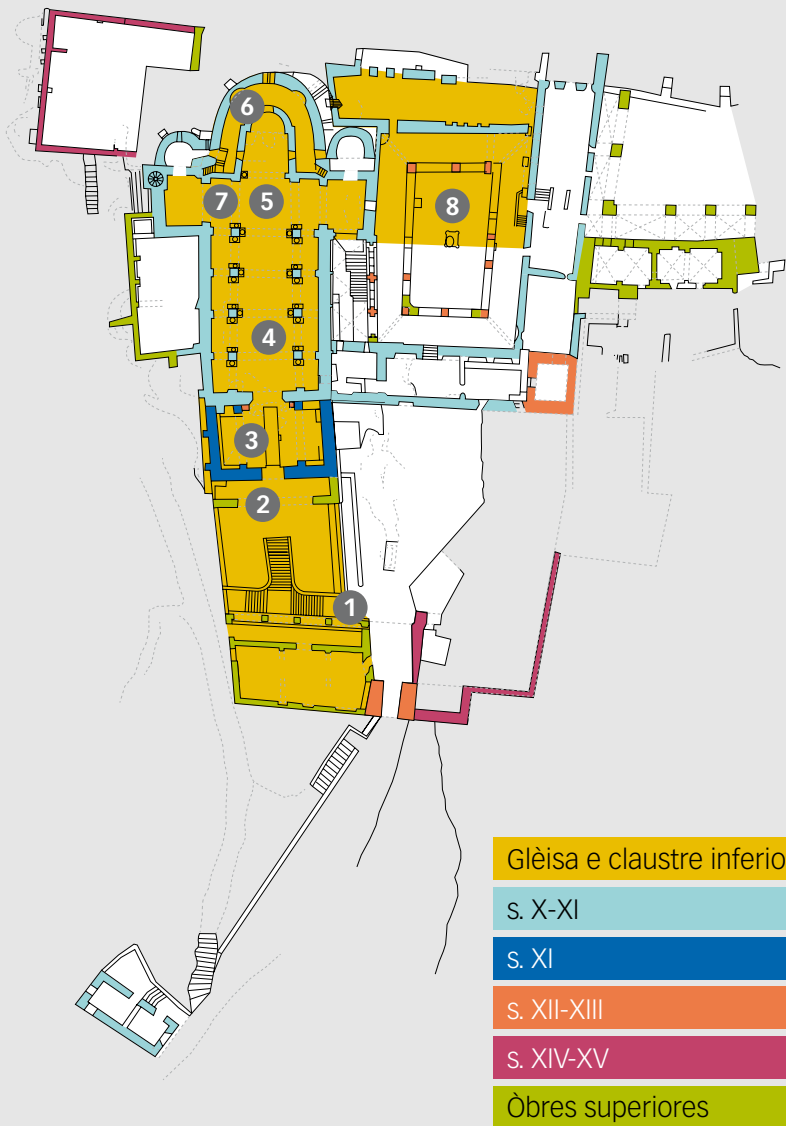 6
7
5
8
4
3
2
1
Glèisa e claustre inferio
s. X-XI
s. XI
s. XII-XIII
s. XIV-XV
Òbres superiores